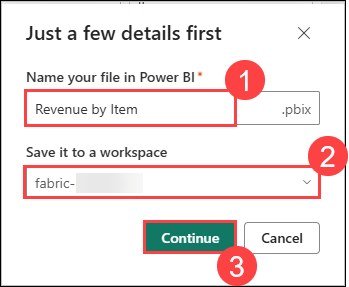 Just a few details first
Name your file in Power BI *
1
Revenue by Item
.pbix
Save it to a workspace
2
fabric-
Continue
Cancel
3